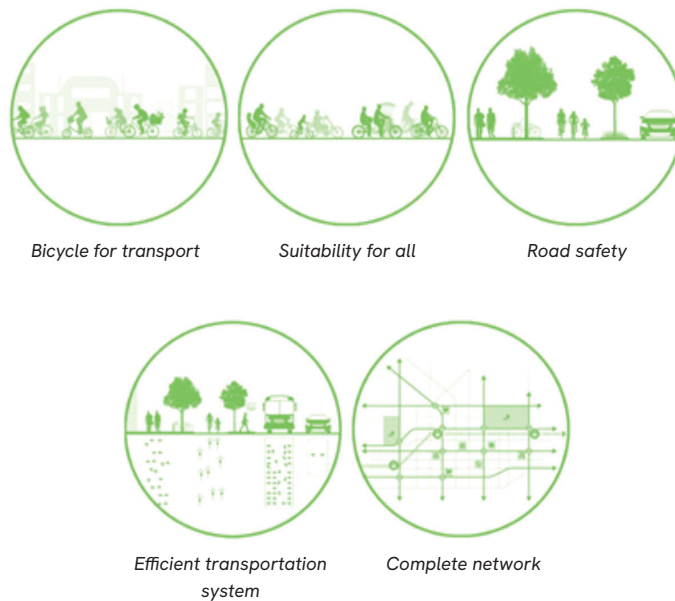 Bicycle for transport
Suitability for all
Road safety
Efficient transportation
system
Complete network